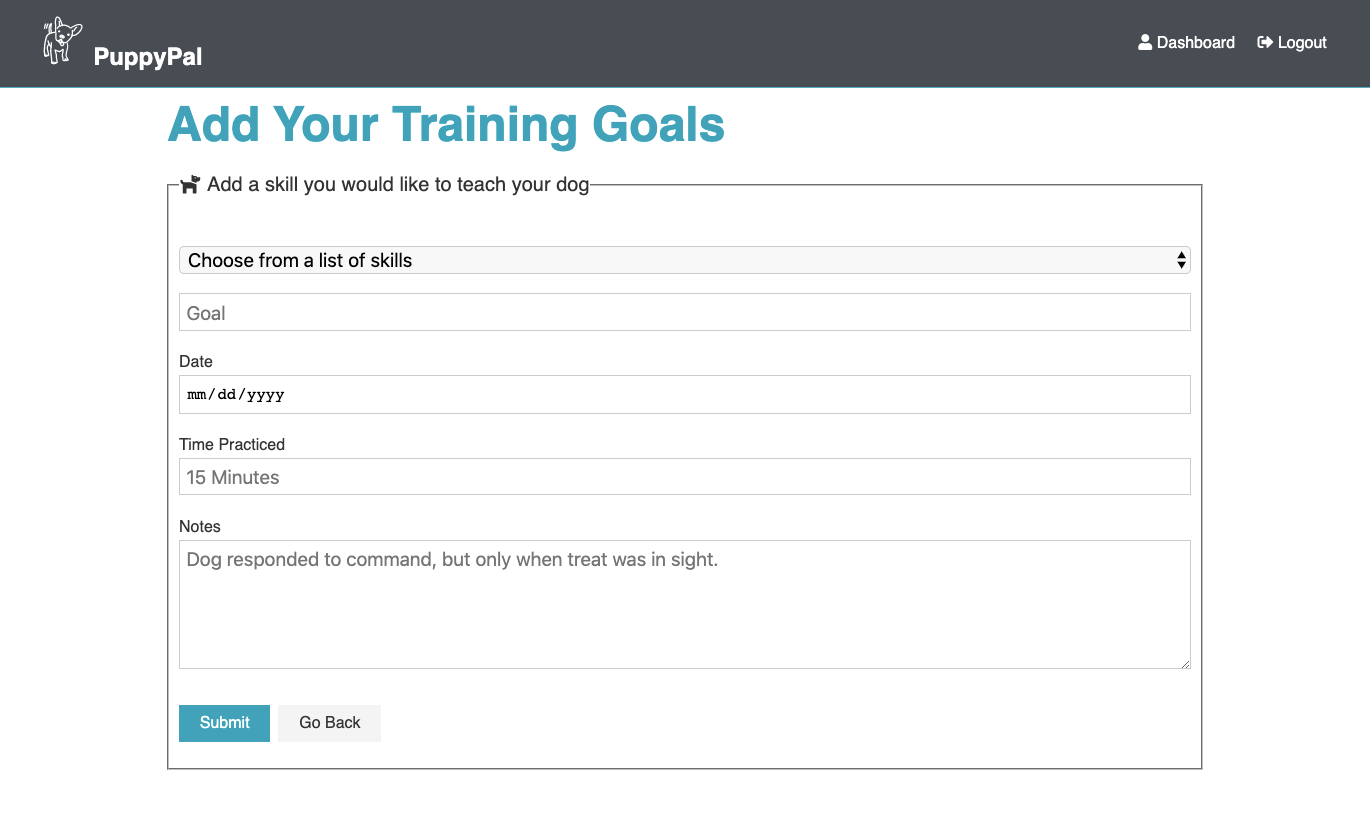 PuppyPal
Dashboard
Logout
Add Your Training Goals
Add a skill you would like to teach your dog
Choose from a list of skills
Goal
Date
mm/dd/yyyy
Time Practiced
15 Minutes
Notes
Dog responded to command, but only when treat was in sight.
Submit
Go Back